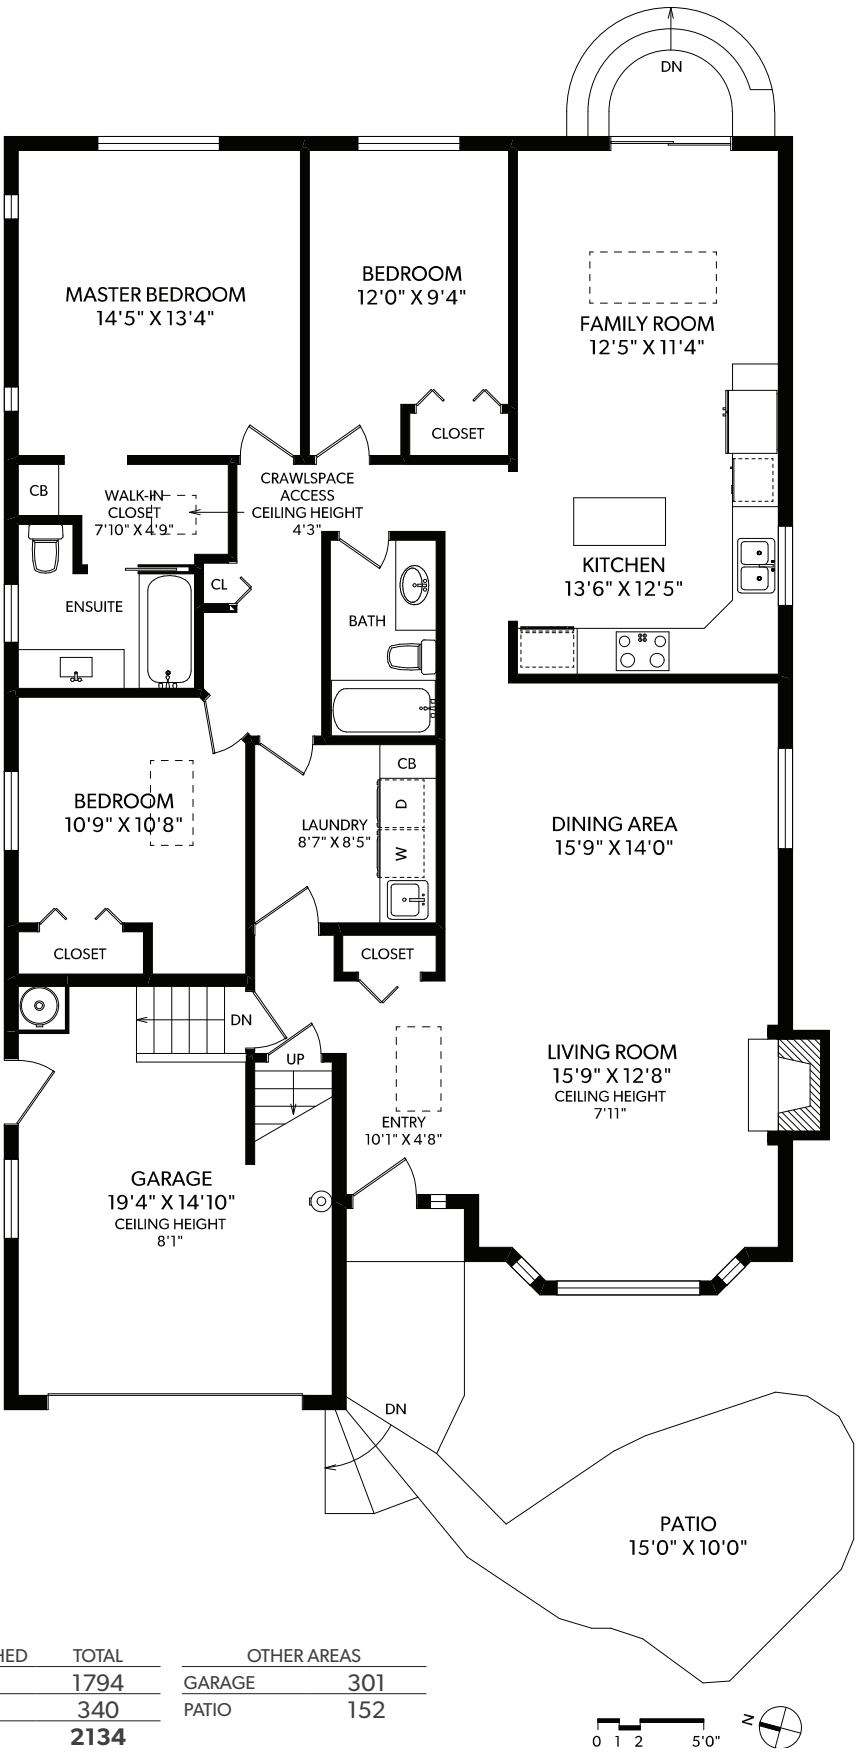 DN
MASTER BEDROOM
14'5" X 13'4"
BEDROOM
12'0" X 9'4"
FAMILY ROOM
12'5" X 11'4"
CLOSET
CB
WALK-IN
CLOSET
7'10" X 4'9"
CRAWLSPACE
ACCESS
CEILING HEIGHT
4'3"
KITCHEN
13'6" X 12'5"
CL
ENSUITE
BATH
BEDROOM
10'9" X 10'8"
CB
D
W
LAUNDRY
8'7" X 8'5"
DINING AREA
15'9" X 14'0"
CLOSET
CLOSET
DN
UP
LIVING ROOM
15'9" X 12'8"
CEILING HEIGHT
7'11"
ENTRY
10'1" X 4'8"
GARAGE
19'4" X 14'10"
CEILING HEIGHT
8'1"
DN
PATIO
15'0" X 10'0"
HED TOTAL
1794
340
2134
OTHER AREAS
GARAGE 301
PATIO 152
0 1 2 5'0"
N